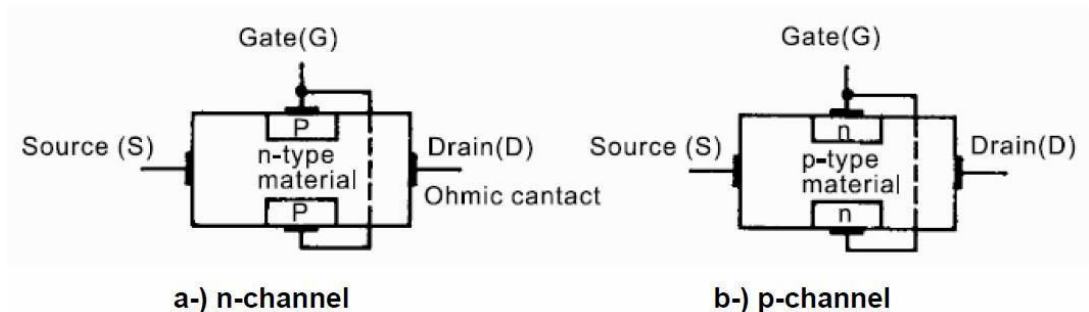 Gate(G)
P
Source (S)
n-type
material
Drain(D)
Ohmic cantact
P
a-) n-channel
Gate(G)
n
Source (S)
p-type
material
Drain(D)
n
b-) p-channel